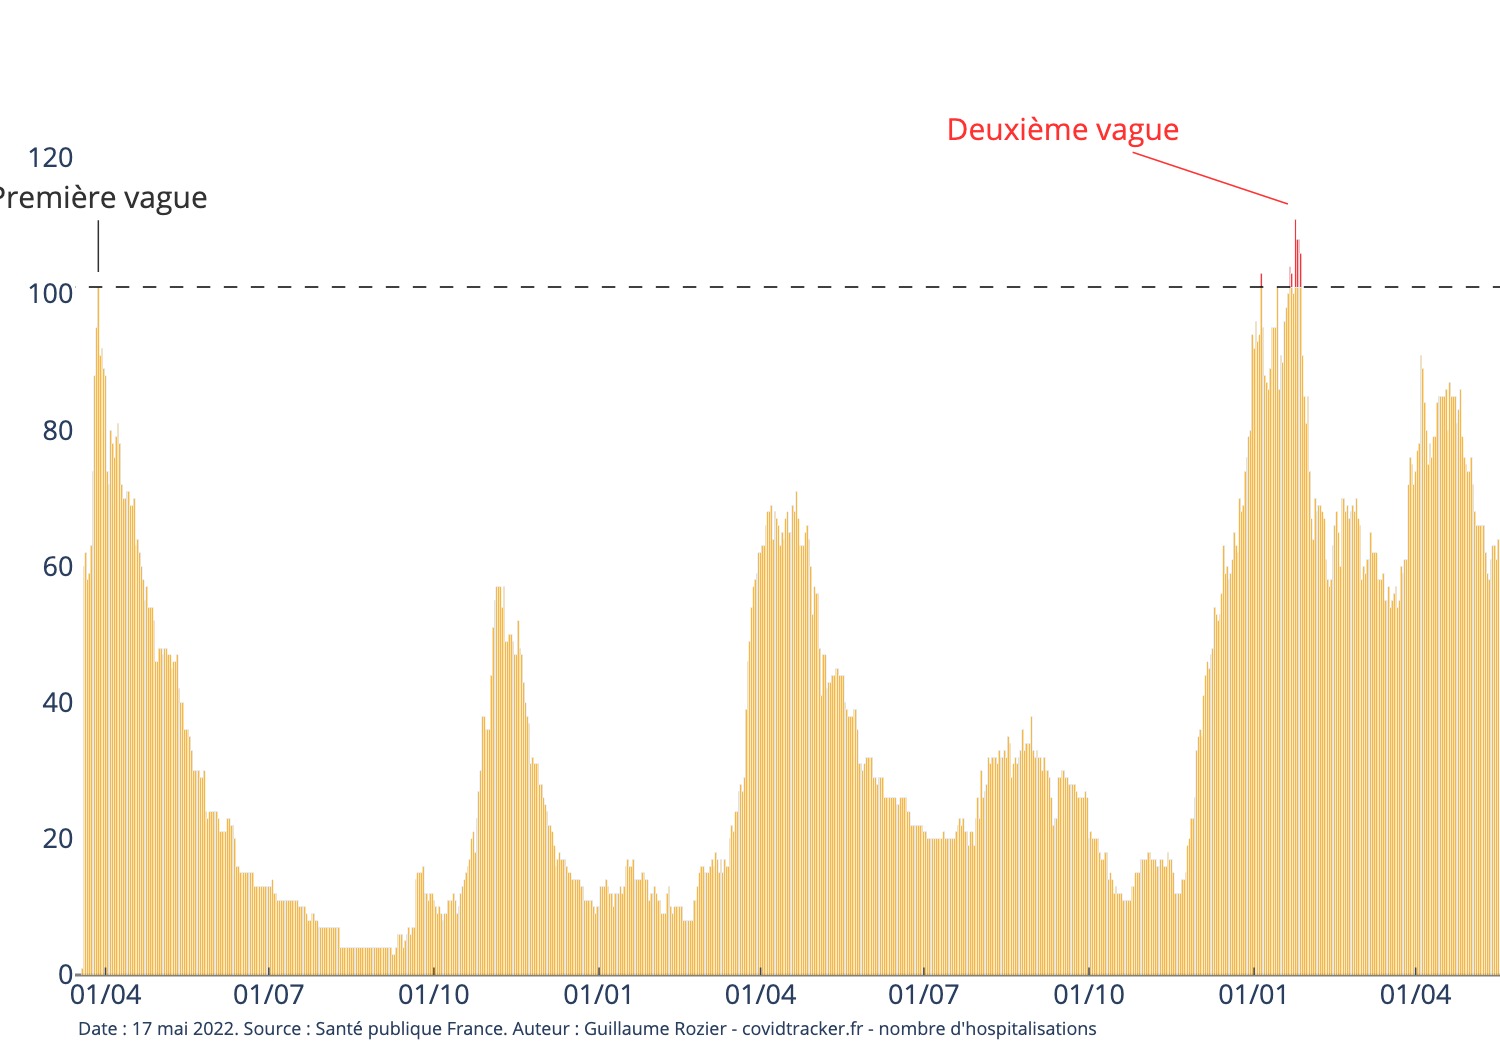 Deuxième vague
120
Première vague
100
80
60
40
20
0
01/04 01/07 01/10 01/01 01/04 01/07 01/10 01/01 01/04
Date : 17 mai 2022. Source : Santé publique France. Auteur : Guillaume Rozier - covidtracker.fr - nombre d'hospitalisations